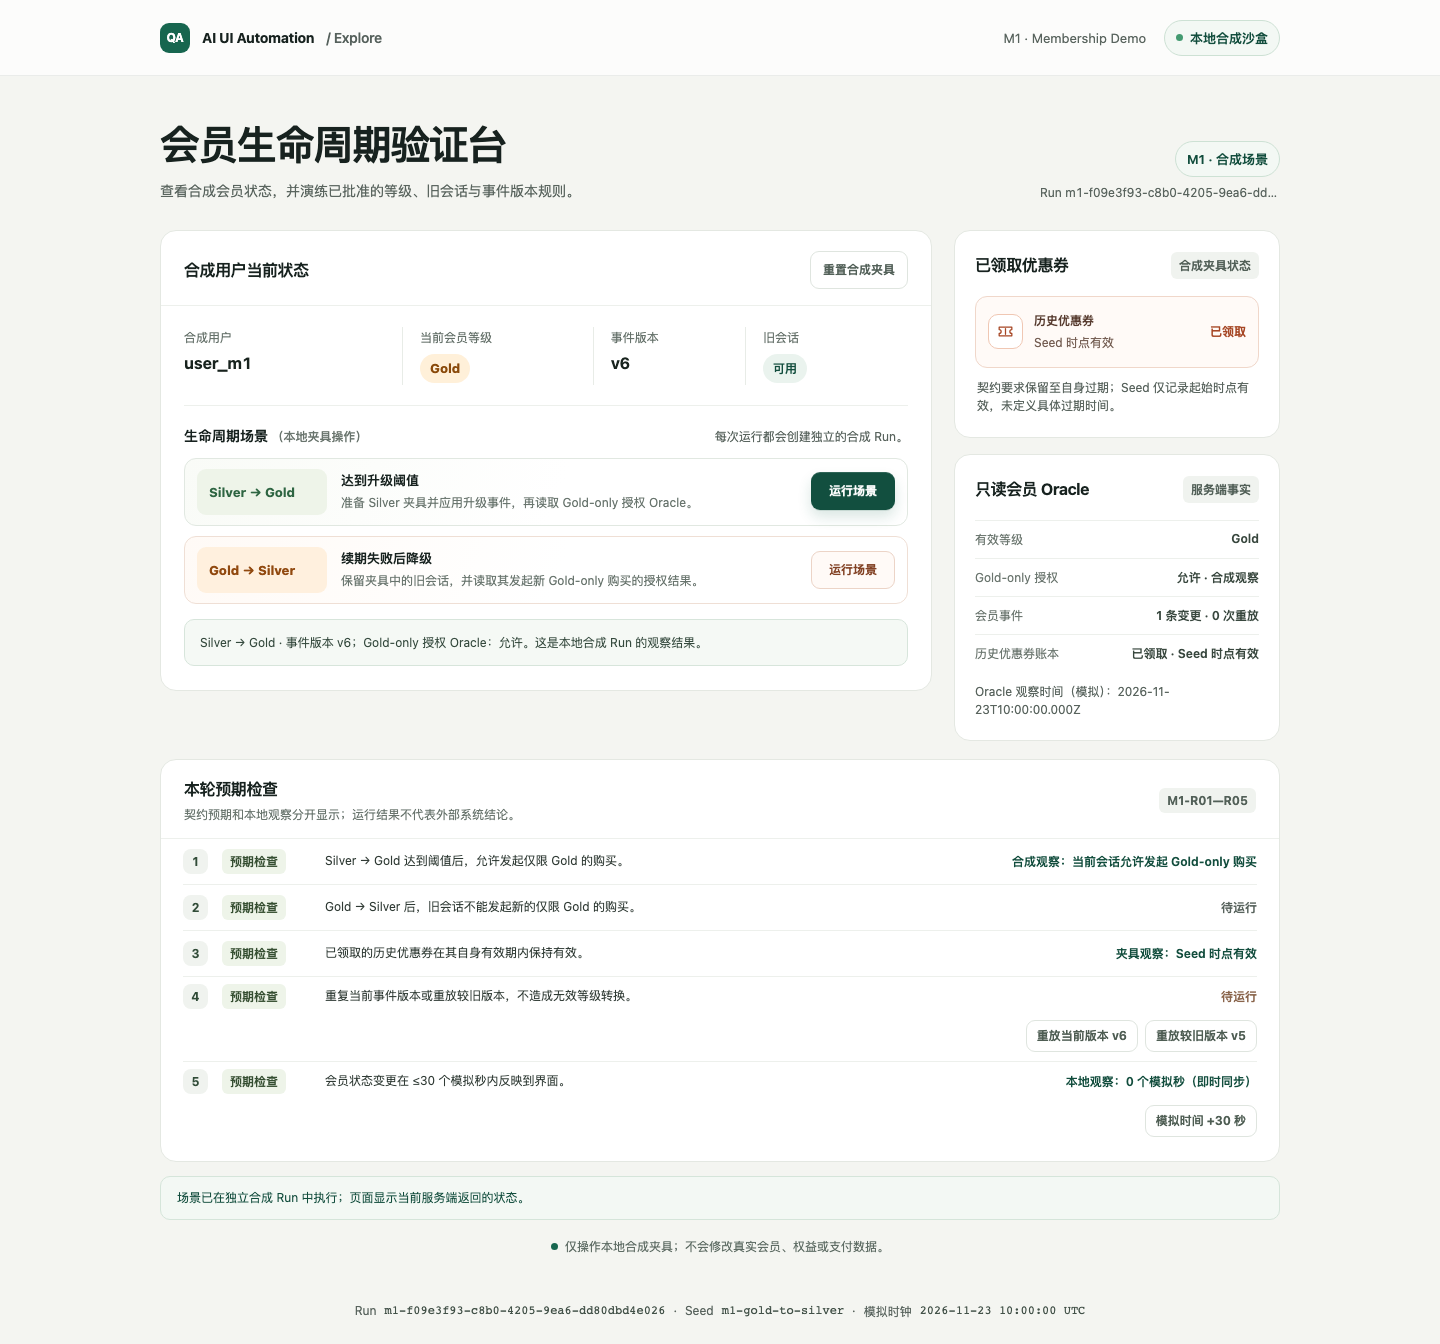 QA AI UI Automation / Explore
M1 · Membership Demo
本地合成沙盒
会员生命周期验证台
查看合成会员状态，并演练已批准的等级、旧会话与事件版本规则。
M1 · 合成场景
Run m1-f09e3f93-c8b0-4205-9ea6-dd...
合成用户当前状态
重置合成夹具
合成用户
user_m1
当前会员等级
Gold
事件版本
v6
旧会话
可用
生命周期场景（本地夹具操作）
每次运行都会创建独立的合成 Run。
Silver → Gold
达到升级阈值
准备 Silver 夹具并应用升级事件，再读取 Gold-only 授权 Oracle。
运行场景
Gold → Silver
续期失败后降级
保留夹具中的旧会话，并读取其发起新 Gold-only 购买的授权结果。
运行场景
Silver → Gold · 事件版本 v6；Gold-only 授权 Oracle：允许。这是本地合成 Run 的观察结果。
已领取优惠券
合成夹具状态
历史优惠券
Seed 时点有效
已领取
契约要求保留至自身过期；Seed 仅记录起始时点有
效，未定义具体过期时间。
只读会员 Oracle
服务端事实
有效等级
Gold
Gold-only 授权
允许 · 合成观察
会员事件
1 条变更 · 0 次重放
历史优惠券账本
已领取 · Seed 时点有效
Oracle 观察时间（模拟）：2026-11-
23T10:00:00.000Z
本轮预期检查
契约预期和本地观察分开显示；运行结果不代表外部系统结论。
M1-R01—R05
1 预期检查 Silver → Gold 达到阈值后，允许发起仅限 Gold 的购买。 合成观察：当前会话允许发起 Gold-only 购买
2 预期检查 Gold → Silver 后，旧会话不能发起新的仅限 Gold 的购买。 待运行
3 预期检查 已领取的历史优惠券在其自身有效期内保持有效。 夹具观察：Seed 时点有效
4 预期检查 重复当前事件版本或重放较旧版本，不造成无效等级转换。 待运行
重放当前版本 v6 重放较旧版本 v5
5 预期检查 会员状态变更在 ≤30 个模拟秒内反映到界面。 本地观察：0 个模拟秒（即时同步）
模拟时间 +30 秒
场景已在独立合成 Run 中执行；页面显示当前服务端返回的状态。
仅操作本地合成夹具；不会修改真实会员、权益或支付数据。
Run m1-f09e3f93-c8b0-4205-9ea6-dd80dbd4e026 · Seed m1-gold-to-silver · 模拟时钟 2026-11-23 10:00:00 UTC